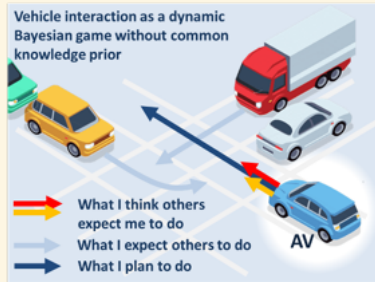 Vehicle interaction as a dynamic
Bayesian game without common
knowledge prior
AV
What I think others
expect me to do
What I expect others to do
What I plan to do